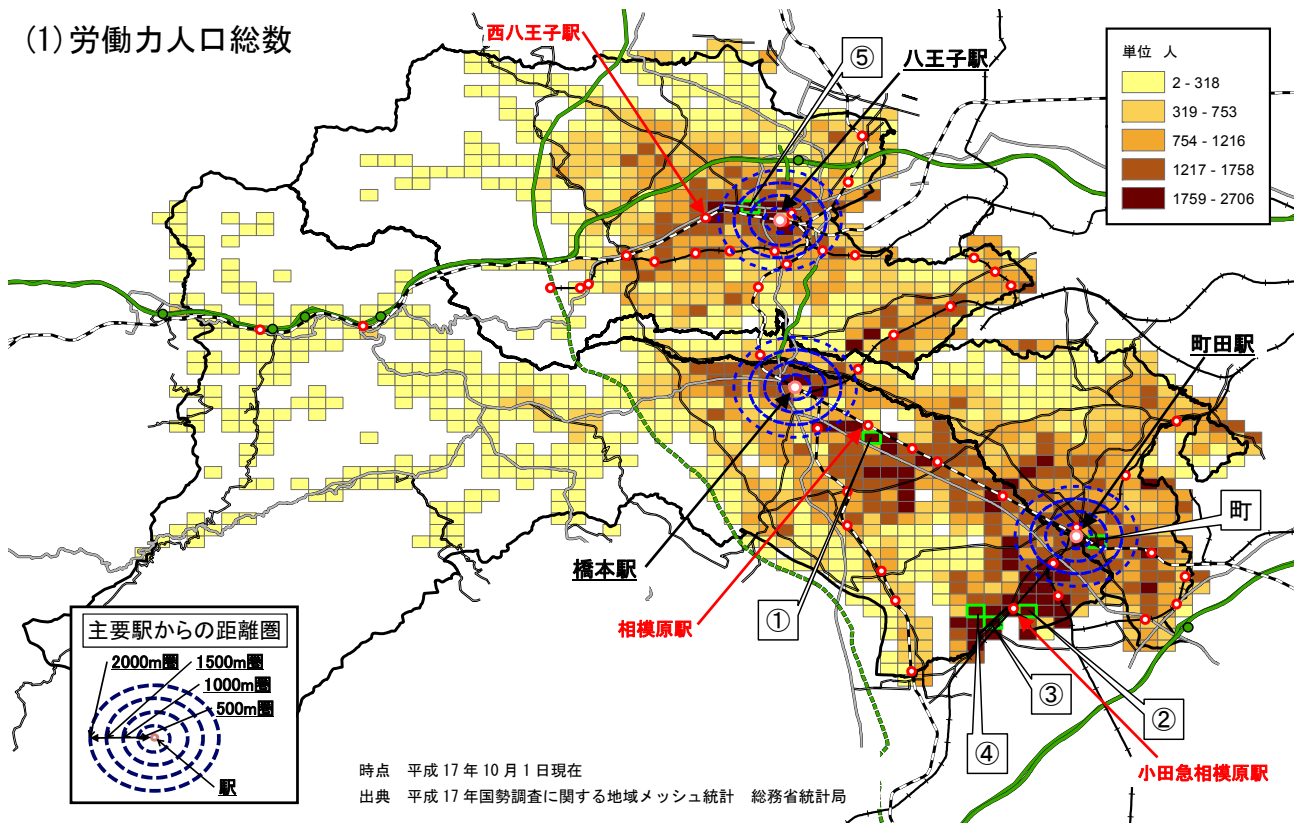 (1)労働力人口総数
西八王子駅
⑤
八王子駅
単位 人
2 - 318
319 - 753
754 - 1216
1217 - 1758
1759 - 2706
町田駅
町
橋本駅
相模原駅
①
③
②
④
小田急相模原駅
主要駅からの距離圏
2000m圏
1500m圏
1000m圏
500m圏
駅
時点 平成 17 年 10 月 1 日現在
出典 平成 17 年国勢調査に関する地域メッシュ統計 総務省統計局